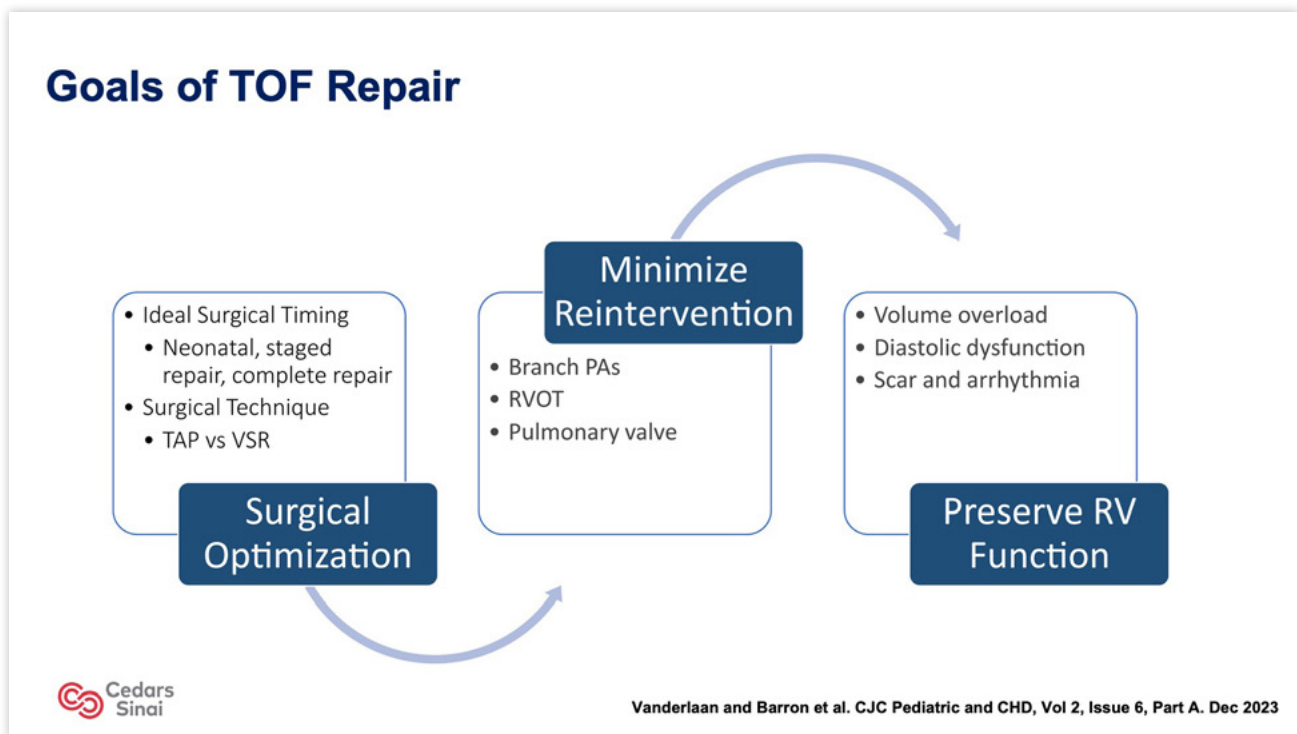 Goals of TOF Repair
• Ideal Surgical Timing
• Neonatal, staged
repair, complete repair
• Surgical Technique
• TAP vs VSR
Surgical
Optimization
Minimize
Reintervention
• Branch PAs
• RVOT
• Pulmonary valve
• Volume overload
• Diastolic dysfunction
• Scar and arrhythmia
Preserve RV
Function
Cedars
Sinai
Vanderlaan and Barron et al. CJC Pediatric and CHD, Vol 2, Issue 6, Part A. Dec 2023